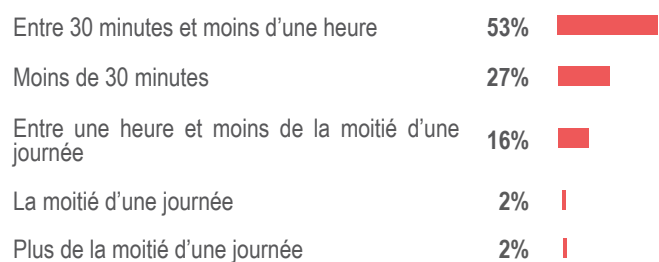 Entre 30 minutes et moins d’une heure 53%
Moins de 30 minutes 27%
Entre une heure et moins de la moitié d’une
journée 16%
La moitié d’une journée 2%
Plus de la moitié d’une journée 2%